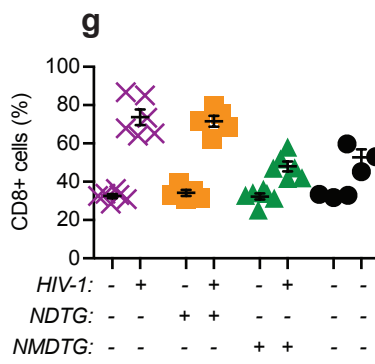 g
100
80
60
40
20
0
CD8+ cells (%)
HIV-1: - + - + - + - -
NDTG: - - + + - - - -
NMDTG: - - - - + + - -